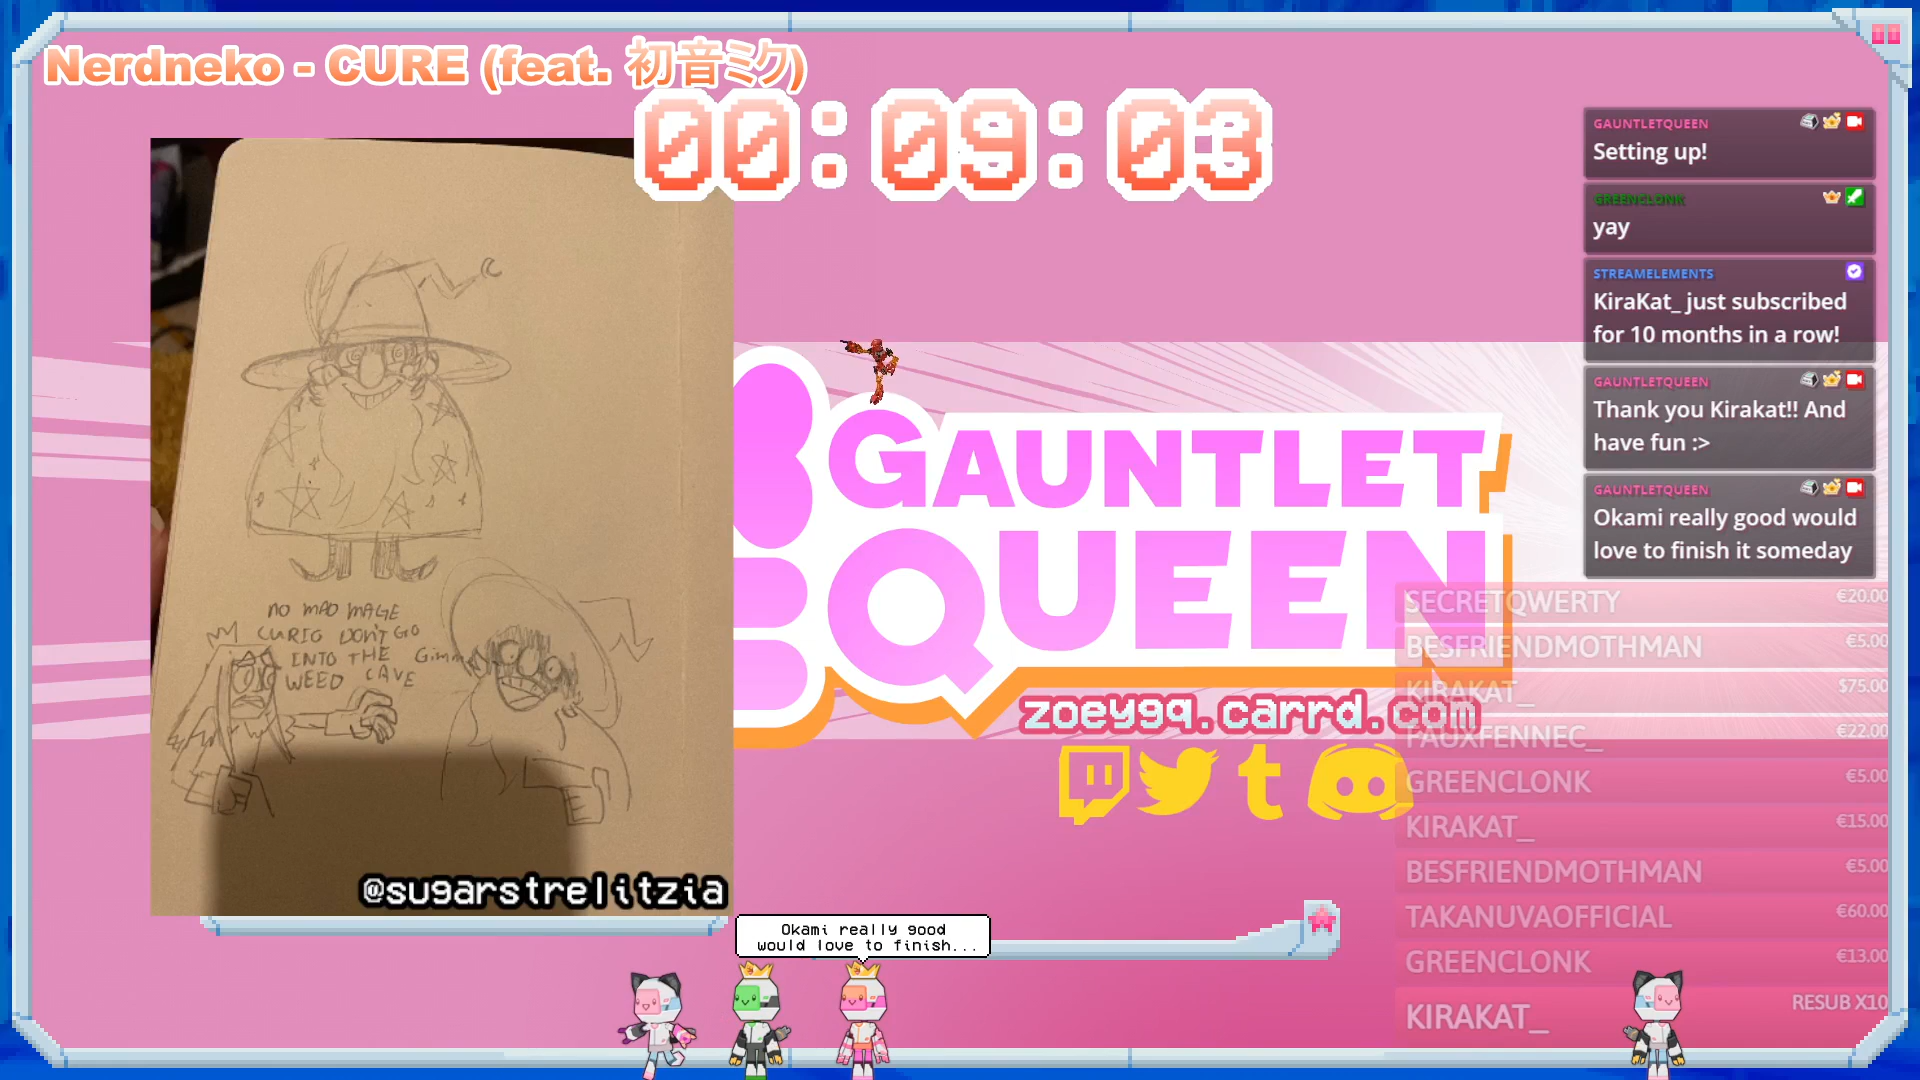 Nerdneko - CURE (feat. 初音ミク)
00:09:03
NO MAD MAGE
CURIG DON'T GO
INTO THE
WEED CAVE
Gimm
@sugarstrelitzia
GAUNTLET
QUEEN
zoeygq.carrd.com
Okami really good
would love to finish...
GAUNTLETQUEEN
Setting up!
GREENCLONK
yay
STREAMELEMENTS
KiraKat_ just subscribed
for 10 months in a row!
GAUNTLETQUEEN
Thank you Kirakat!! And
have fun :>
GAUNTLETQUEEN
Okami really good would
love to finish it someday
SECRETQWERTY €20.00
BESFRIENDMOTHMAN €5.00
KIRAKAT_ $75.00
FAUXFENNEC_ €22.00
GREENCLONK €5.00
KIRAKAT_ €15.00
BESFRIENDMOTHMAN €5.00
TAKANUVAOFFICIAL €60.00
GREENCLONK €13.00
KIRAKAT_ RESUB X10